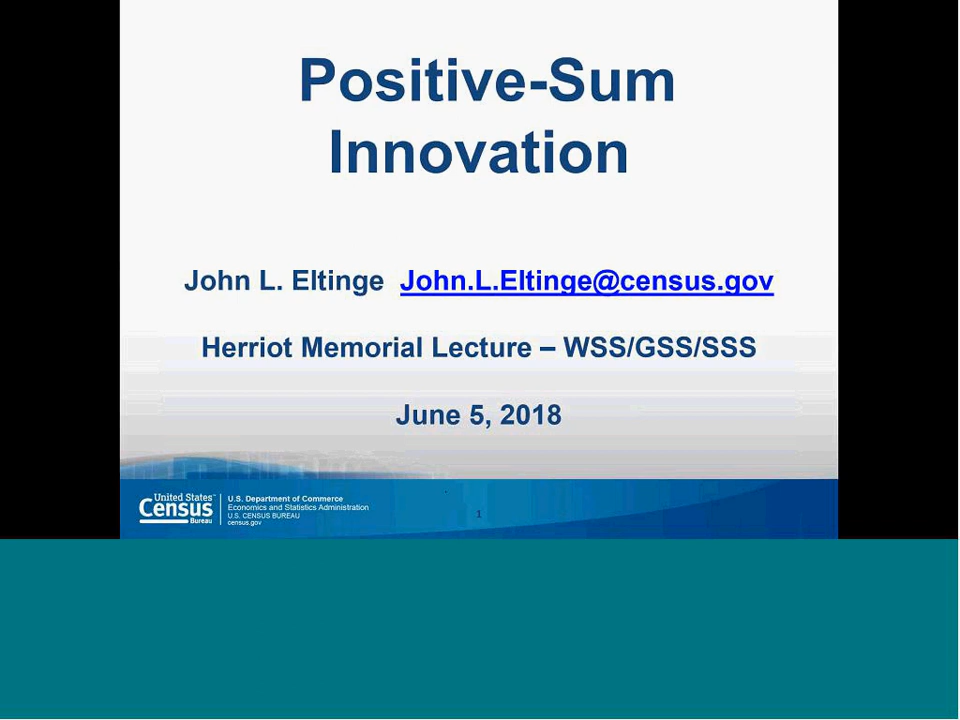 Positive-Sum
Innovation
John L. Eltinge John.L.Eltinge@census.gov
Herriot Memorial Lecture – WSS/GSS/SSS
June 5, 2018
United States™
Census
Bureau
U.S. Department of Commerce
Economics and Statistics Administration
U.S. CENSUS BUREAU
census.gov
1